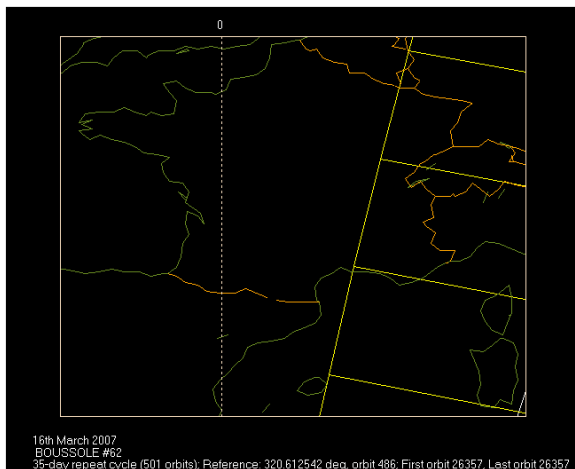 0
16th March 2007
BOUSSOLE #62
35-day repeat cycle (501 orbits); Reference: 320.612542 deg, orbit 486; First orbit 26357, Last orbit 26357